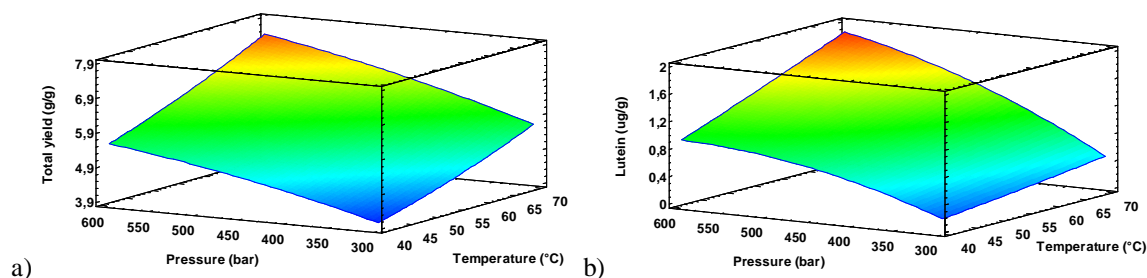 Total yield (g/g)
7,9
6,9
5,9
4,9
3,9
600 550 500 450 400 350 300
Pressure (bar)
40 45 50 55 60 65 70
Temperature (°C)
a)
Lutein (ug/g)
2
1,6
1,2
0,8
0,4
0
600 550 500 450 400 350 300
Pressure (bar)
40 45 50 55 60 65 70
Temperature (°C)
b)